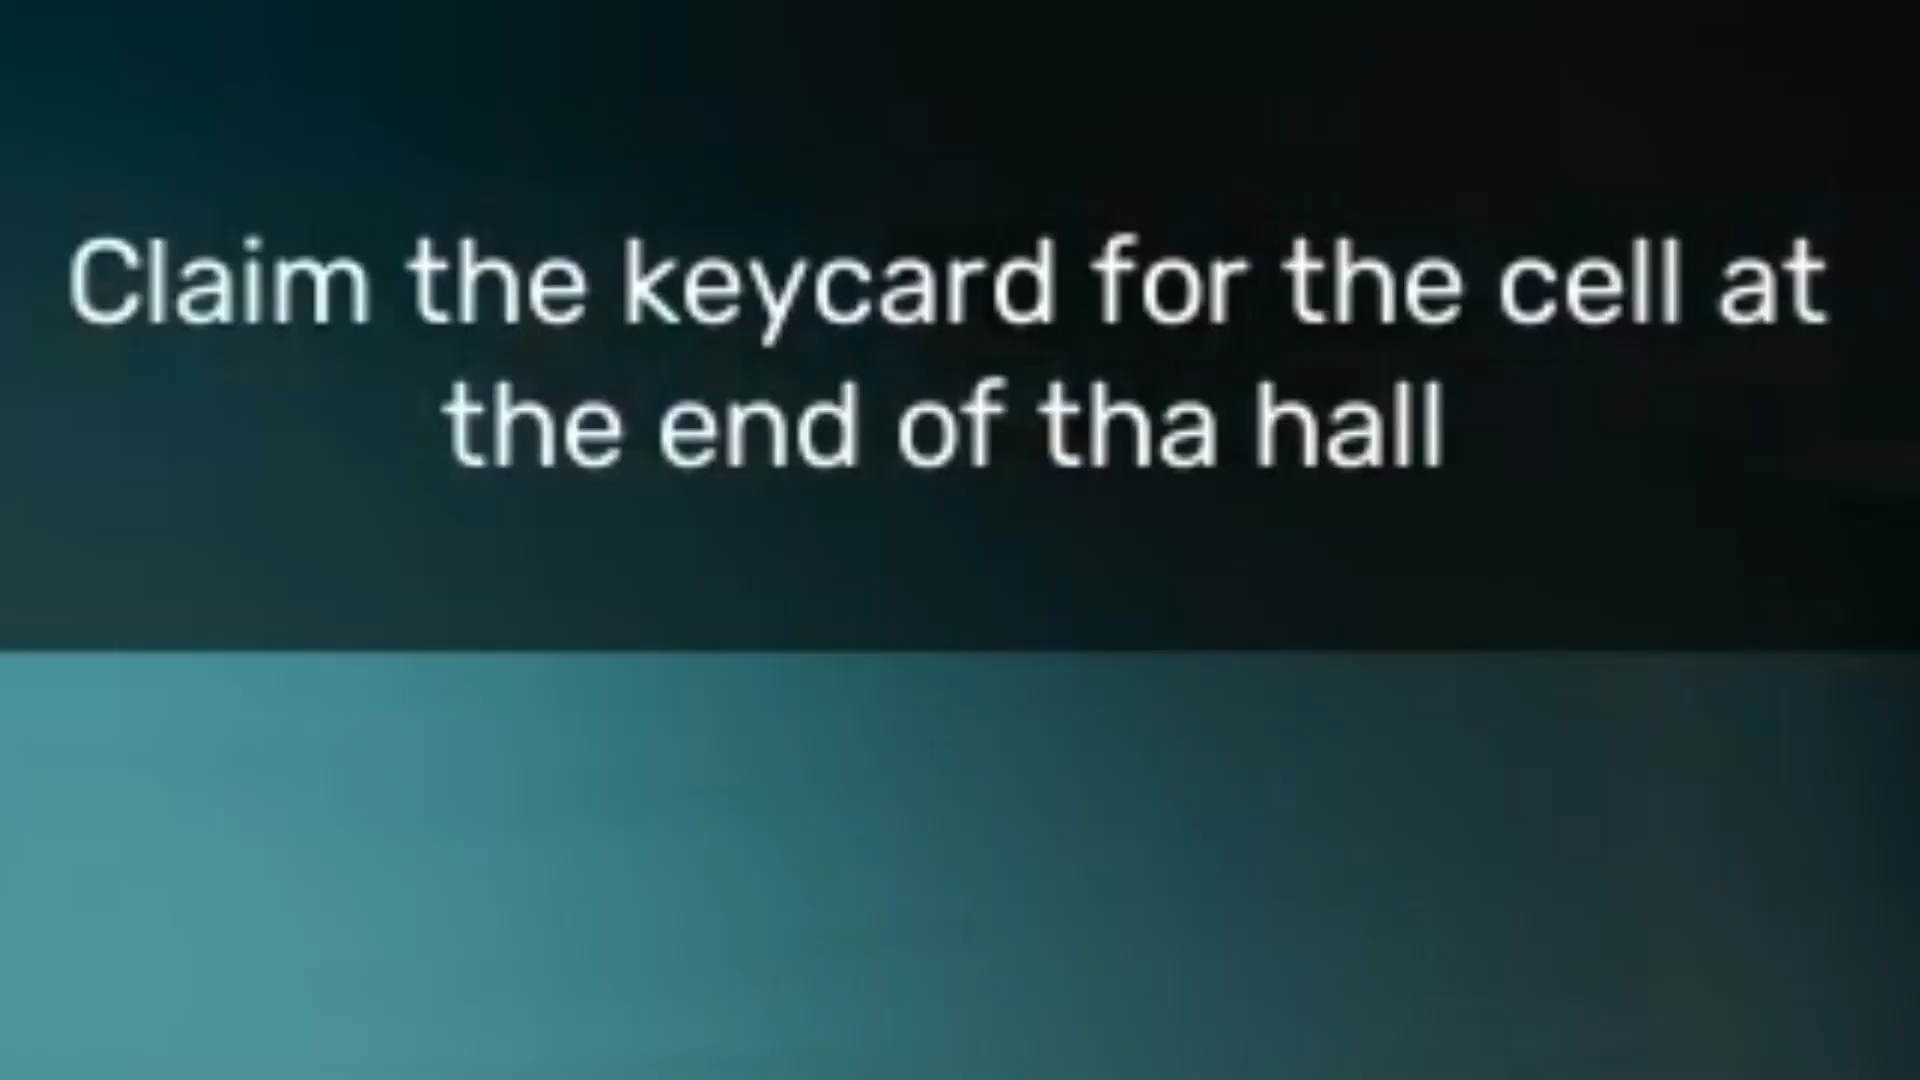 Claim the keycard for the cell at
the end of tha hall